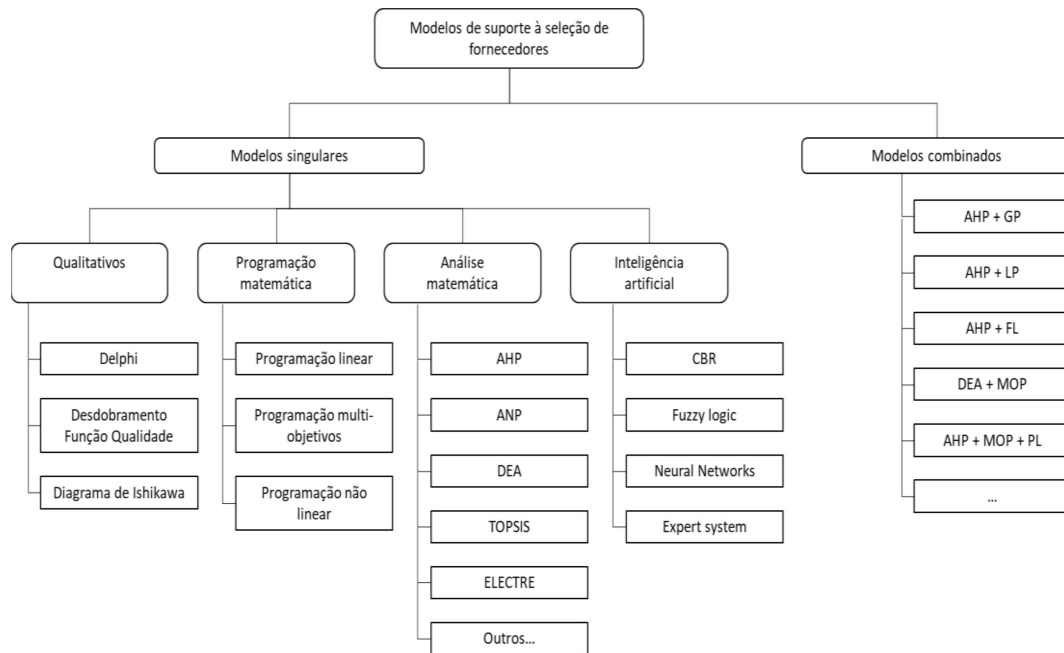 Modelos de suporte à seleção de
fornecedores
Modelos singulares
Modelos combinados
Qualitativos
Programação
matemática
Análise
matemática
Inteligência
artificial
Delphi
Desdobramento
Função Qualidade
Diagrama de Ishikawa
Programação linear
Programação multi-
objetivos
Programação não
linear
AHP
ANP
DEA
TOPSIS
ELECTRE
Outros...
CBR
Fuzzy logic
Neural Networks
Expert system
AHP + GP
AHP + LP
AHP + FL
DEA + MOP
AHP + MOP + PL
...